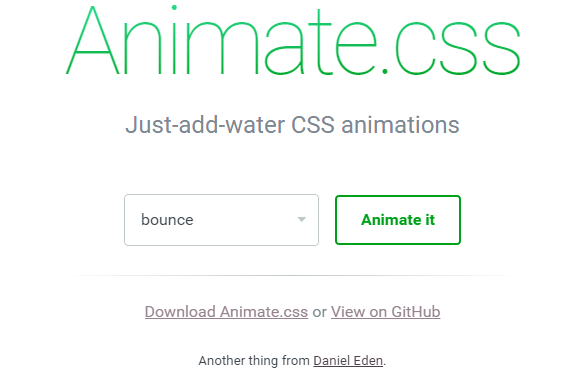 Animate.css
Just-add-water CSS animations
bounce Animate it
Download Animate.css or View on GitHub
Another thing from Daniel Eden.